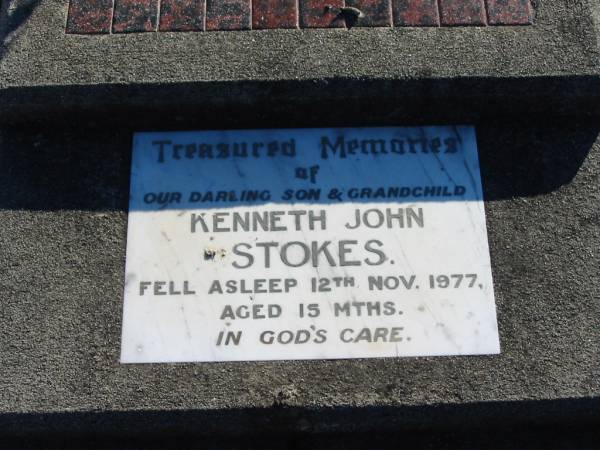 Treasured Memories
of
OUR DARLING SON & GRANDCHILD
KENNETH JOHN
STOKES.
FELL ASLEEP 12TH NOV. 1977,
AGED 15 MTHS.
IN GOD'S CARE.